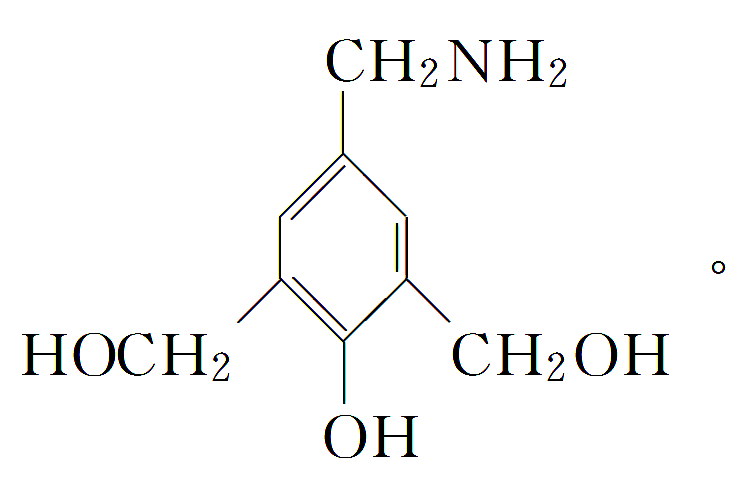 CH₂NH₂
。
HOCH₂ CH₂OH
OH